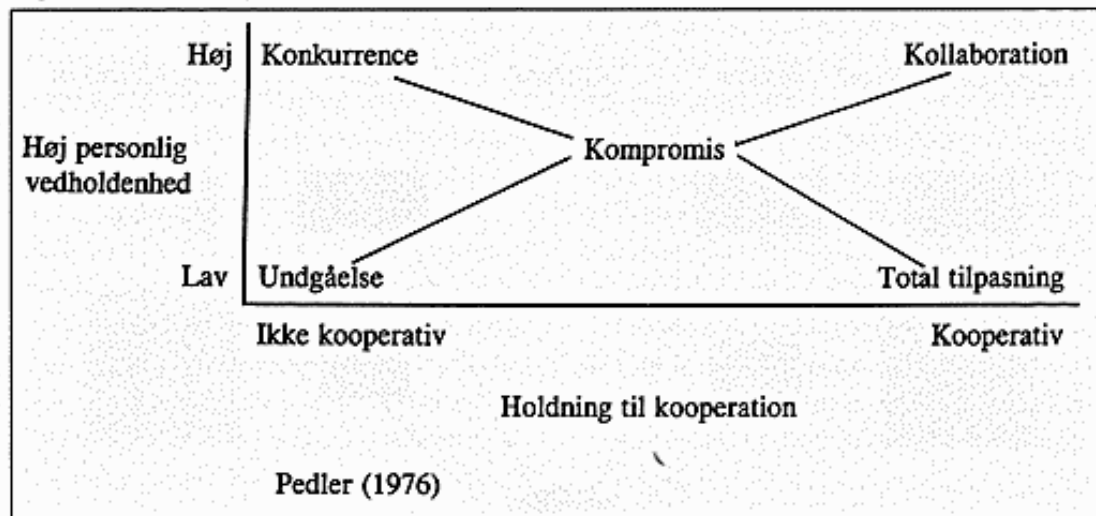 Høj Konkurrence Kollaboration
Høj personlig
vedholdenhed
Kompromis
Lav Undgåelse Total tilpasning
Ikke kooperativ Kooperativ
Holdning til kooperation
Pedler (1976)